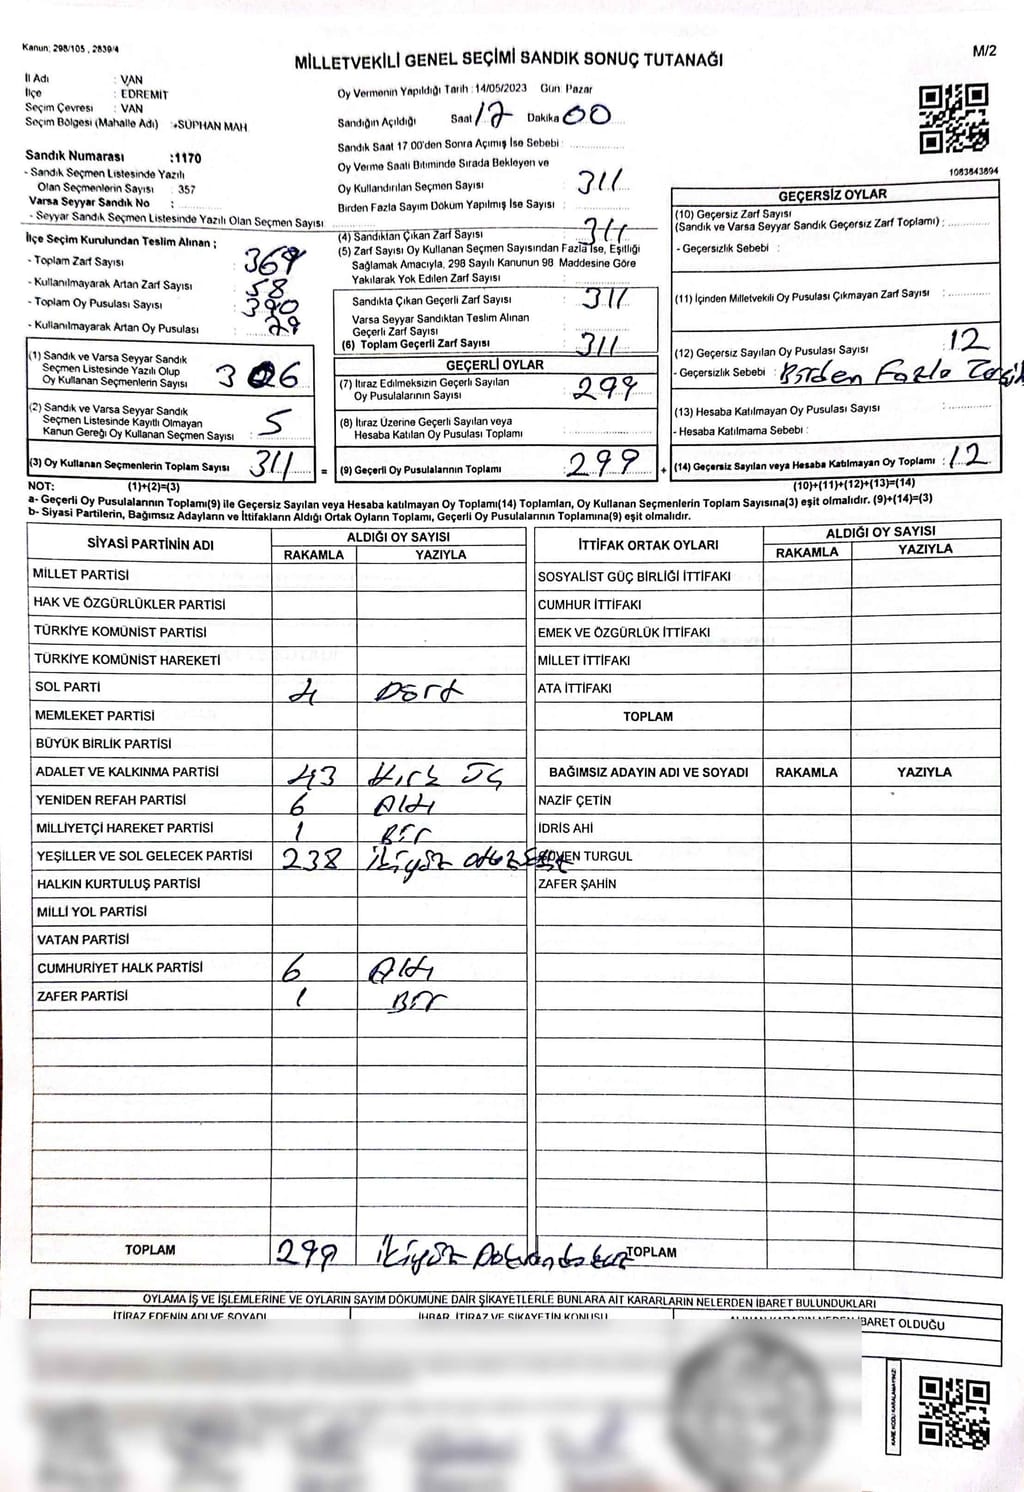 Kanun: 298/105 , 2839/4
MİLLETVEKİLİ GENEL SEÇİMİ SANDIK SONUÇ TUTANAĞI
M/2
İl Adı : VAN
İlçe : EDREMİT
Seçim Çevresi : VAN
Seçim Bölgesi (Mahalle Adı) : SÜPHAN MAH
Sandık Numarası :1170
- Sandık Seçmen Listesinde Yazılı
Olan Seçmenlerin Sayısı : 357
Varsa Seyyar Sandık No :
- Seyyar Sandık Seçmen Listesinde Yazılı Olan Seçmen Sayısı :
Oy Vermenin Yapıldığı Tarih : 14/05/2023 Gün: Pazar
Sandığın Açıldığı Saat 17 Dakika 00
Sandık Saat 17 00'den Sonra Açımış İse Sebebi :
Oy Verme Saati Bitiminde Sırada Bekleyen ve
Oy Kullandırılan Seçmen Sayısı : 311
Birden Fazla Sayım Döküm Yapılmış İse Sayısı :
1083843894
İlçe Seçim Kurulundan Teslim Alınan ;
- Toplam Zarf Sayısı : 369
- Kullanılmayarak Artan Zarf Sayısı : 58
- Toplam Oy Pusulası Sayısı : 390
- Kullanılmayarak Artan Oy Pusulası : 79
(1) Sandık ve Varsa Seyyar Sandık
Seçmen Listesinde Yazılı Olup
Oy Kullanan Seçmenlerin Sayısı 306
(2) Sandık ve Varsa Seyyar Sandık
Seçmen Listesinde Kayıtlı Olmayan
Kanun Gereği Oy Kullanan Seçmen Sayısı : 5
(3) Oy Kullanan Seçmenlerin Toplam Sayısı 311 =
(4) Sandıktan Çıkan Zarf Sayısı : 311
(5) Zarf Sayısı Oy Kullanan Seçmen Sayısından Fazla İse, Eşitliği
Sağlamak Amacıyla, 298 Sayılı Kanunun 98 Maddesine Göre
Yakılarak Yok Edilen Zarf Sayısı :
Sandıkta Çıkan Geçerli Zarf Sayısı : 311
Varsa Seyyar Sandıktan Teslim Alınan
Geçerli Zarf Sayısı :
(6) Toplam Geçerli Zarf Sayısı : 311
GEÇERLİ OYLAR
(7) İtiraz Edilmeksizin Geçerli Sayılan
Oy Pusulalarının Sayısı : 299
(8) İtiraz Üzerine Geçerli Sayılan veya
Hesaba Katılan Oy Pusulası Toplamı :
(9) Geçerli Oy Pusulalarının Toplamı : 299 +
GEÇERSİZ OYLAR
(10) Geçersiz Zarf Sayısı
(Sandık ve Varsa Seyyar Sandık Geçersiz Zarf Toplamı) :
- Geçersizlik Sebebi :
(11) İçinden Milletvekili Oy Pusulası Çıkmayan Zarf Sayısı :
(12) Geçersiz Sayılan Oy Pusulası Sayısı : 12
- Geçersizlik Sebebi : Birden Fazla
(13) Hesaba Katılmayan Oy Pusulası Sayısı :
- Hesaba Katılmama Sebebi :
(14) Geçersiz Sayılan veya Hesaba Katılmayan Oy Toplamı : 12
NOT: (1)+(2)=(3)
(10)+(11)+(12)+(13)=(14)
a- Geçerli Oy Pusulalarının Toplamı(9) ile Geçersiz Sayılan veya Hesaba katılmayan Oy Toplamı(14) Toplamları, Oy Kullanan Seçmenlerin Toplam Sayısına(3) eşit olmalıdır. (9)+(14)=(3)
b- Siyasi Partilerin, Bağımsız Adayların ve İttifakların Aldığı Ortak Oyların Toplamı, Geçerli Oy Pusulalarının Toplamına(9) eşit olmalıdır.
SİYASİ PARTİNİN ADI ALDIĞI OY SAYISI
RAKAMLA YAZIYLA
MİLLET PARTİSİ
HAK VE ÖZGÜRLÜKLER PARTİSİ
TÜRKİYE KOMÜNİST PARTİSİ
TÜRKİYE KOMÜNİST HAREKETİ
SOL PARTİ 4 Dört
MEMLEKET PARTİSİ
BÜYÜK BİRLİK PARTİSİ
ADALET VE KALKINMA PARTİSİ 43 Kırk Üç
YENİDEN REFAH PARTİSİ 6 Altı
MİLLİYETÇİ HAREKET PARTİSİ 1 Bir
YEŞİLLER VE SOL GELECEK PARTİSİ 238 İkiyüz otuz sekiz
HALKIN KURTULUŞ PARTİSİ
MİLLİ YOL PARTİSİ
VATAN PARTİSİ
CUMHURİYET HALK PARTİSİ 6 Altı
ZAFER PARTİSİ 1 Bir
TOPLAM 299 İkiyüz Doksandokuz
İTTİFAK ORTAK OYLARI ALDIĞI OY SAYISI
RAKAMLA YAZIYLA
SOSYALİST GÜÇ BİRLİĞİ İTTİFAKI
CUMHUR İTTİFAKI
EMEK VE ÖZGÜRLÜK İTTİFAKI
MİLLET İTTİFAKI
ATA İTTİFAKI
TOPLAM
BAĞIMSIZ ADAYIN ADI VE SOYADI RAKAMLA YAZIYLA
NAZİF ÇETİN
İDRİS AHİ
TURGUL
ZAFER ŞAHİN
TOPLAM
OYLAMA İŞ VE İŞLEMLERİNE VE OYLARIN SAYIM DÖKÜMÜNE DAİR ŞİKAYETLERLE BUNLARA AİT KARARLARIN NELERDEN İBARET BULUNDUKLARI
İTİRAZ EDENİN ADI VE SOYADI
İHBAR, İTİRAZ VE ŞİKAYETİN KONUSU
İBARET OLDUĞU
KARE KODU KARALAMAYINIZ!